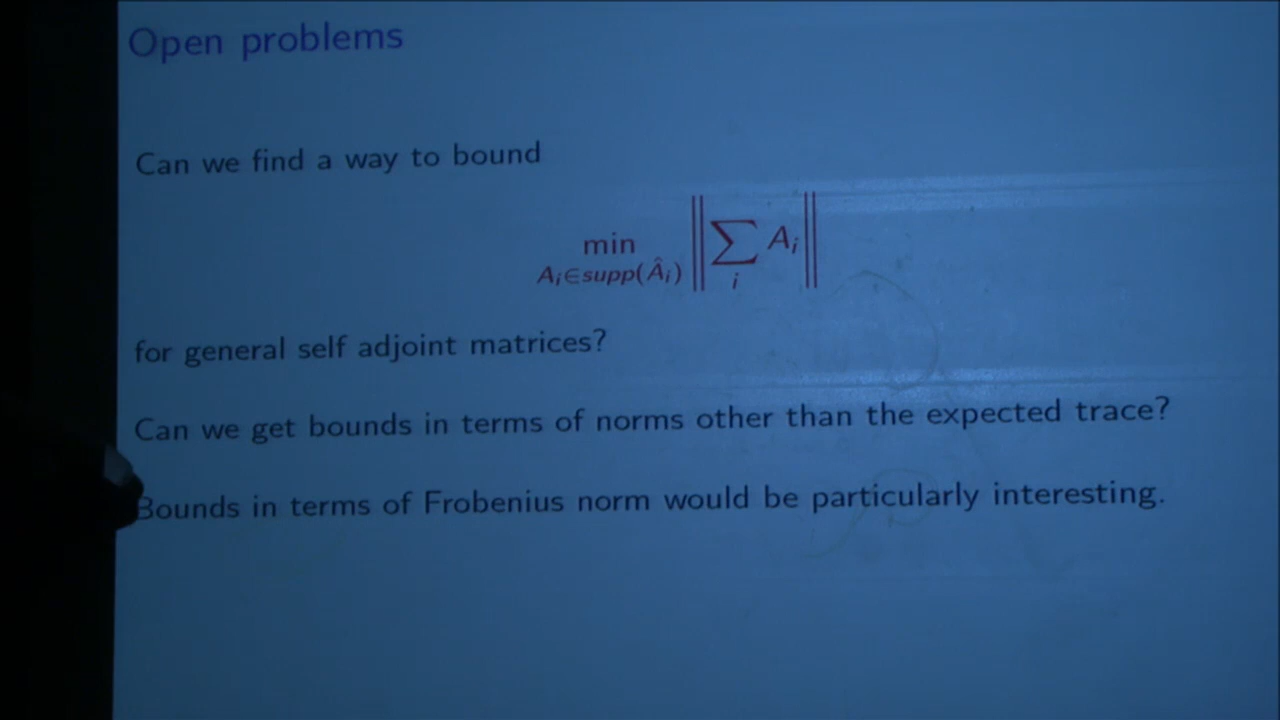 Open problems
Can we find a way to bound
min ‖∑ A_i‖
A_i∈supp(Â_i) i
for general self adjoint matrices?
Can we get bounds in terms of norms other than the expected trace?
Bounds in terms of Frobenius norm would be particularly interesting.